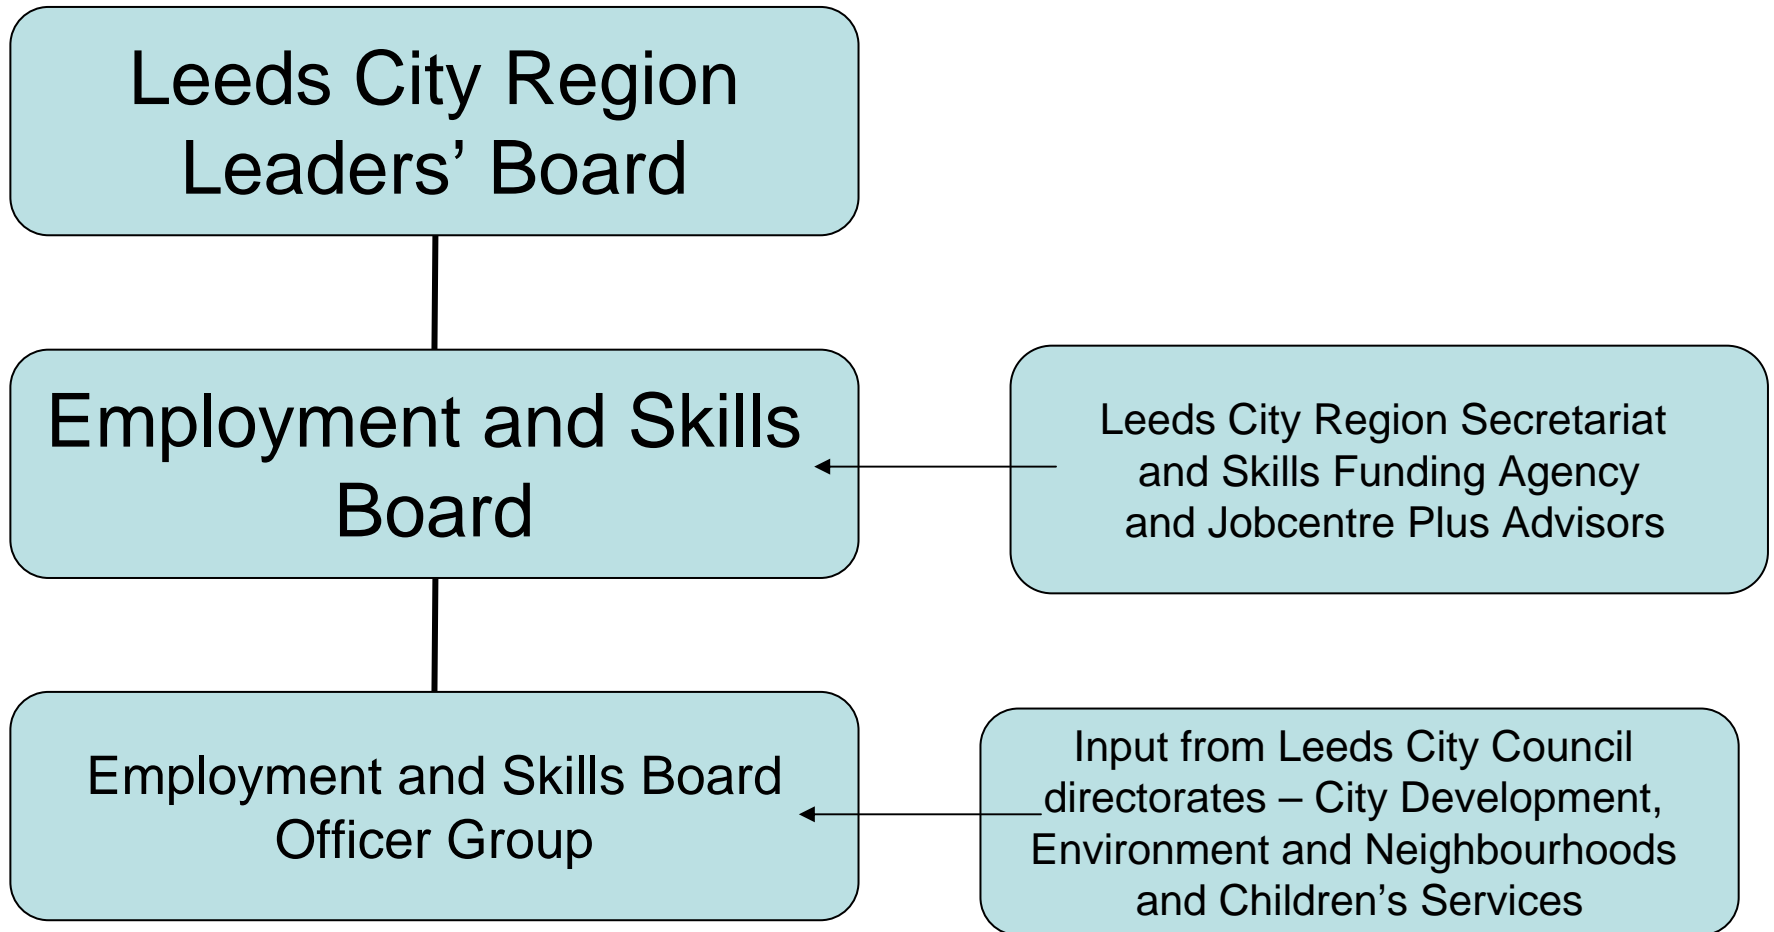 Leeds City Region
Leaders’ Board
Employment and Skills
Board
Leeds City Region Secretariat
and Skills Funding Agency
and Jobcentre Plus Advisors
Employment and Skills Board
Officer Group
Input from Leeds City Council
directorates – City Development,
Environment and Neighbourhoods
and Children’s Services